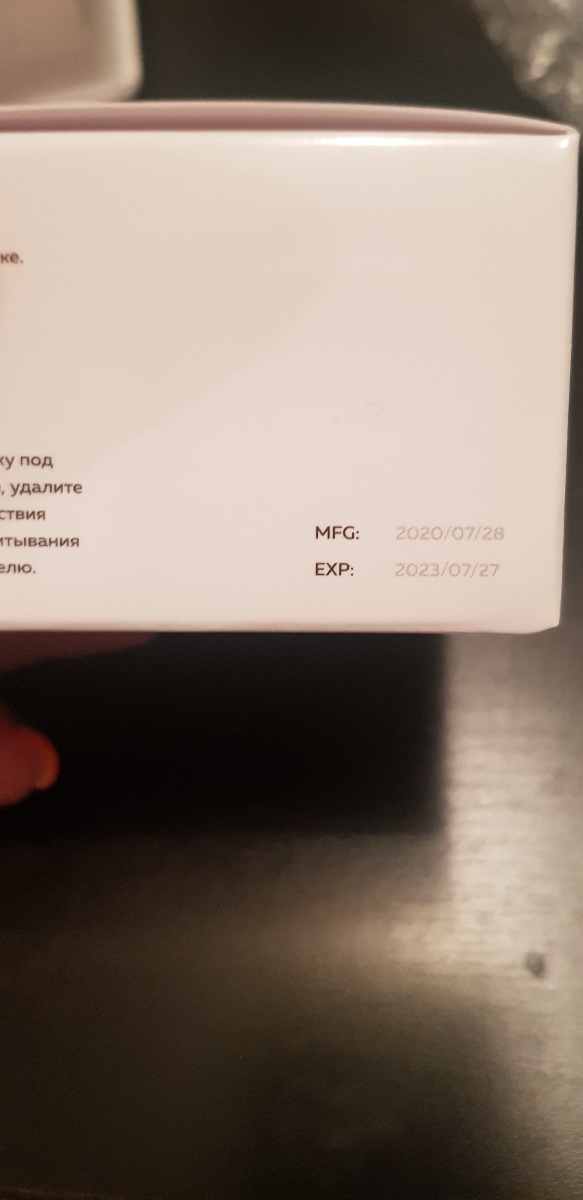 ке.
ку под
, удалите
ствия
итывания
елю.
MFG: 2020/07/28
EXP: 2023/07/27